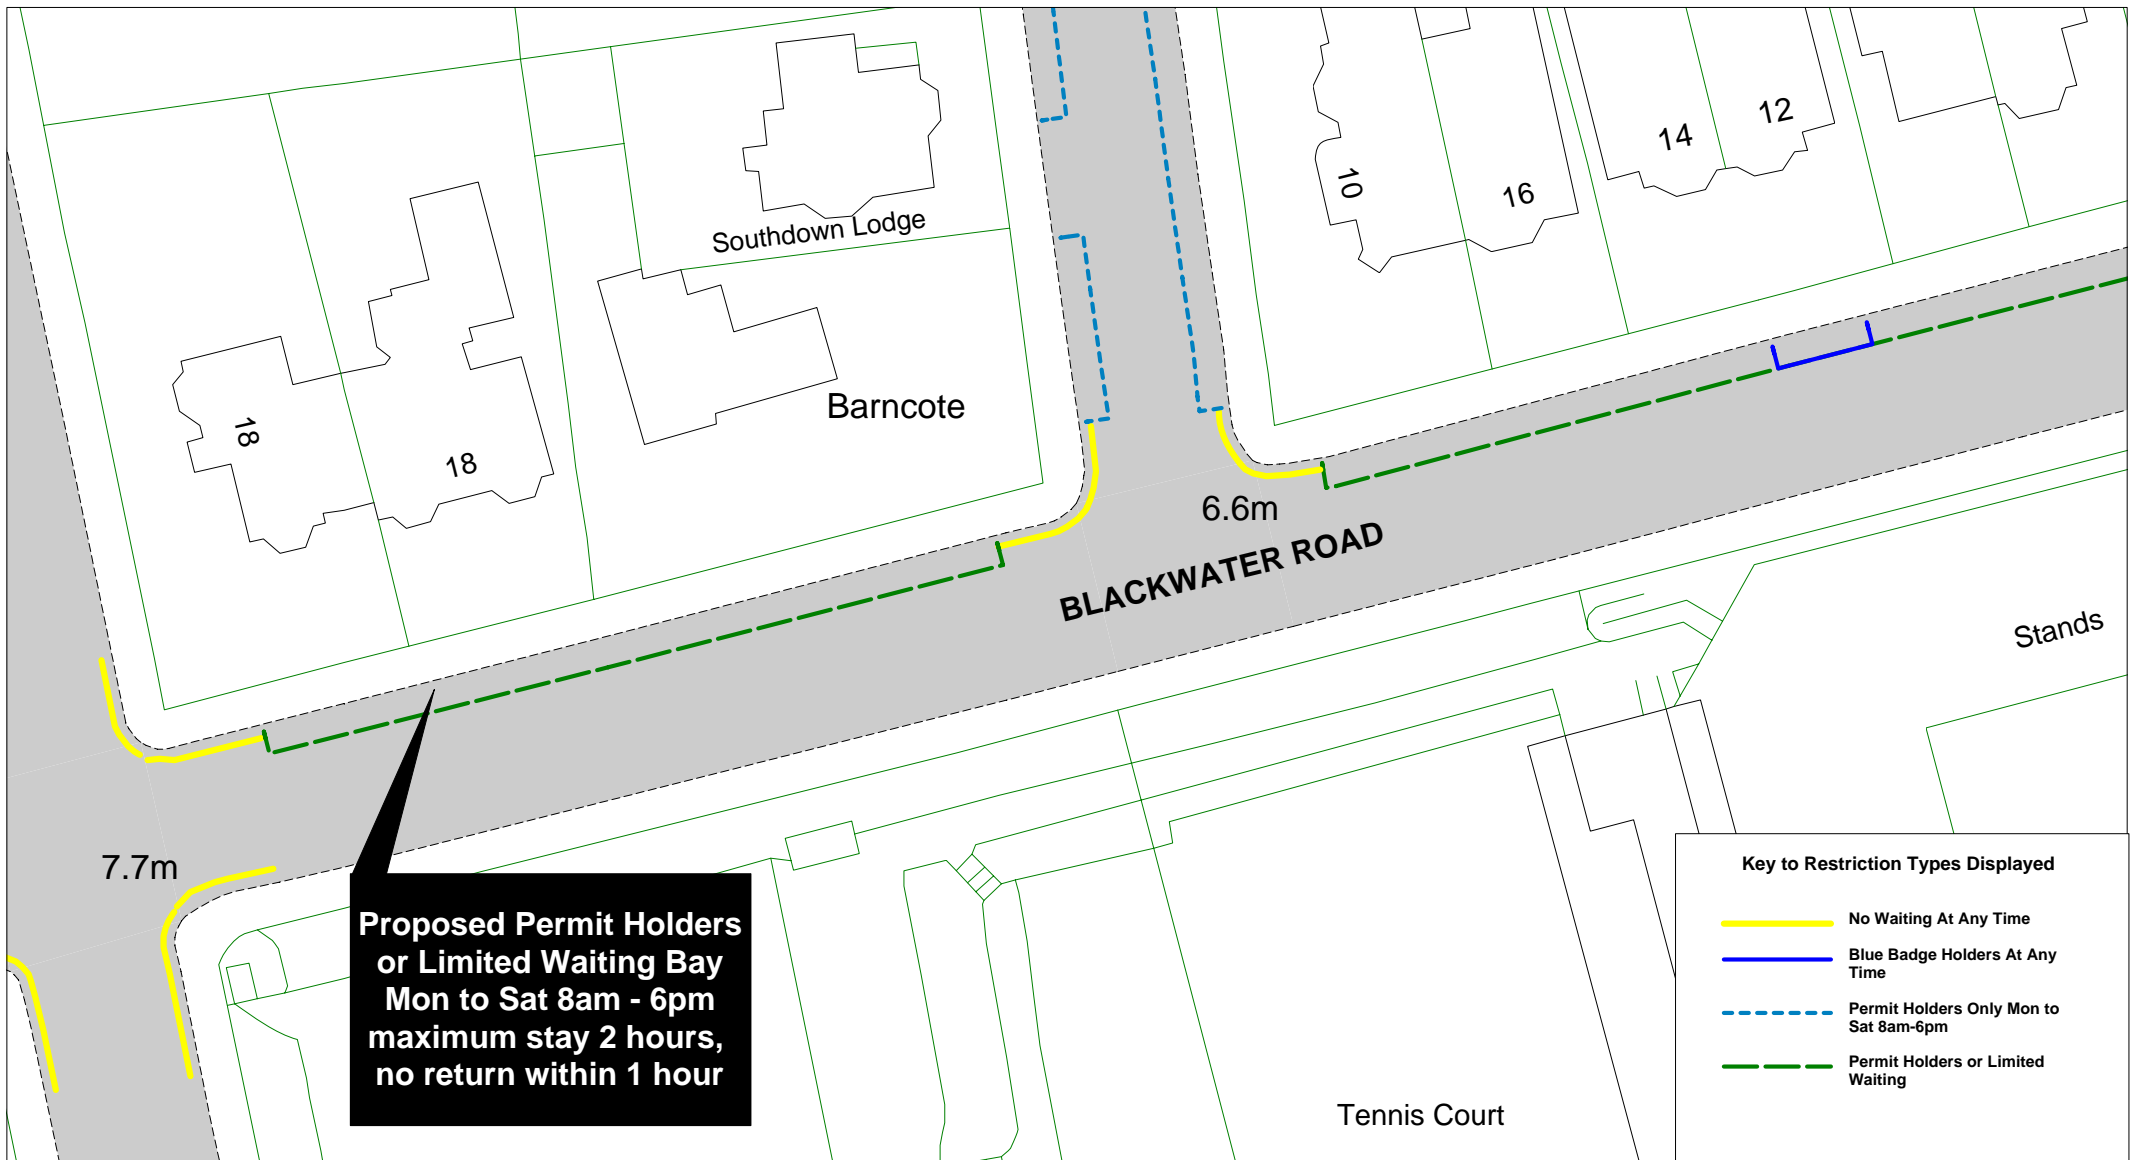 12
14
10
16
Southdown Lodge
Barncote
18
18
6.6m
BLACKWATER ROAD
Stands
7.7m
Proposed Permit Holders
or Limited Waiting Bay
Mon to Sat 8am - 6pm
maximum stay 2 hours,
no return within 1 hour
Tennis Court
Key to Restriction Types Displayed
No Waiting At Any Time
Blue Badge Holders At Any
Time
Permit Holders Only Mon to
Sat 8am-6pm
Permit Holders or Limited
Waiting